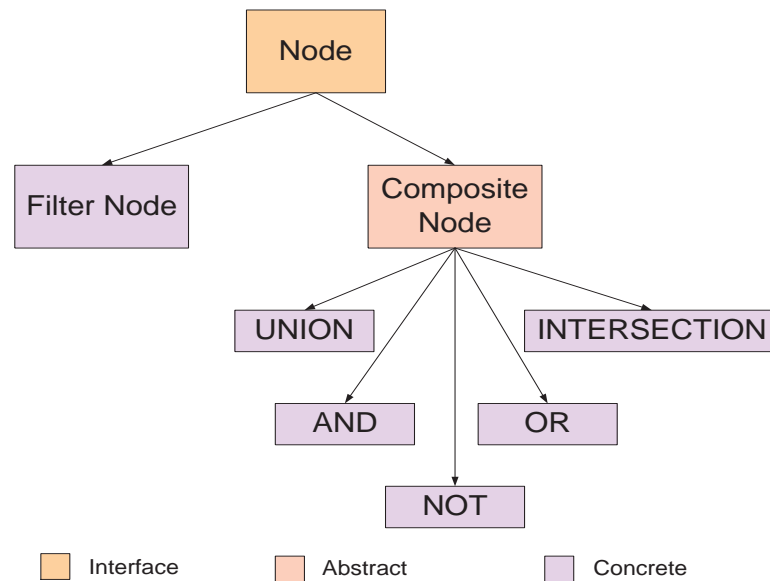 Node
Filter Node
Composite
Node
UNION
INTERSECTION
AND
OR
NOT
Interface
Abstract
Concrete